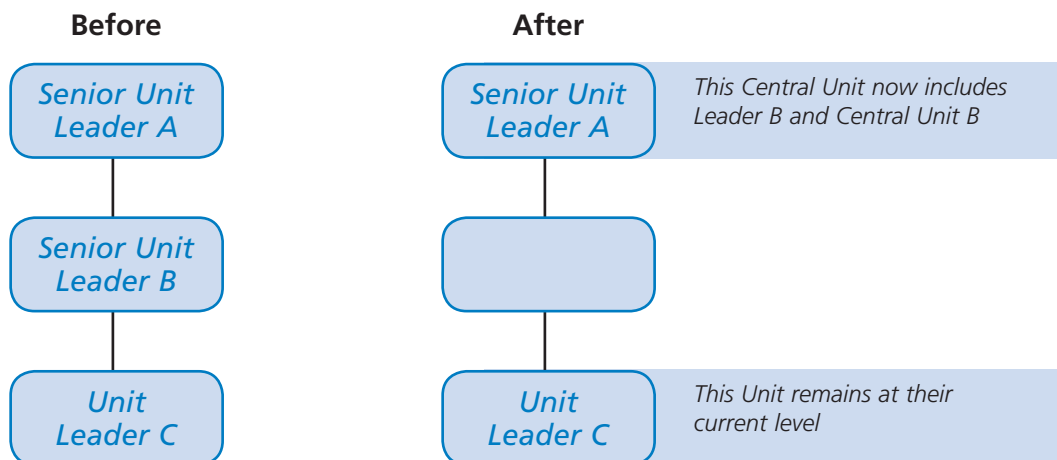 Before
After
Senior Unit
Leader A
Senior Unit
Leader A
This Central Unit now includes
Leader B and Central Unit B
Senior Unit
Leader B
Unit
Leader C
Unit
Leader C
This Unit remains at their
current level